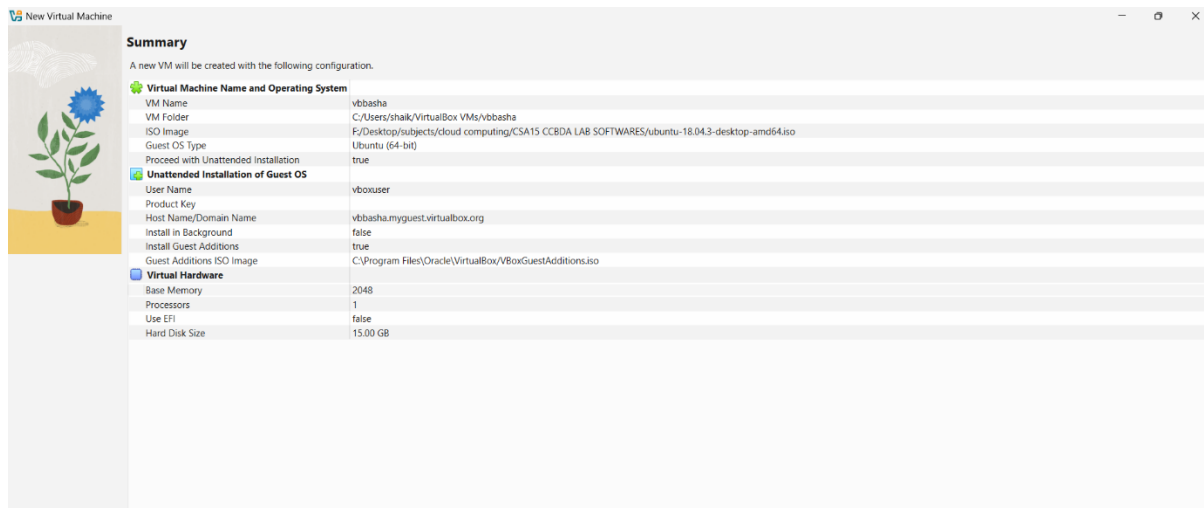 New Virtual Machine
Summary
A new VM will be created with the following configuration.
Virtual Machine Name and Operating System
VM Name vbbasha
VM Folder C:/Users/shaik/VirtualBox VMs/vbbasha
ISO Image F:/Desktop/subjects/cloud computing/CSA15 CCBDA LAB SOFTWARES/ubuntu-18.04.3-desktop-amd64.iso
Guest OS Type Ubuntu (64-bit)
Proceed with Unattended Installation true
Unattended Installation of Guest OS
User Name vboxuser
Product Key
Host Name/Domain Name vbbasha.myguest.virtualbox.org
Install in Background false
Install Guest Additions true
Guest Additions ISO Image C:\Program Files\Oracle\VirtualBox/VBoxGuestAdditions.iso
Virtual Hardware
Base Memory 2048
Processors 1
Use EFI false
Hard Disk Size 15.00 GB